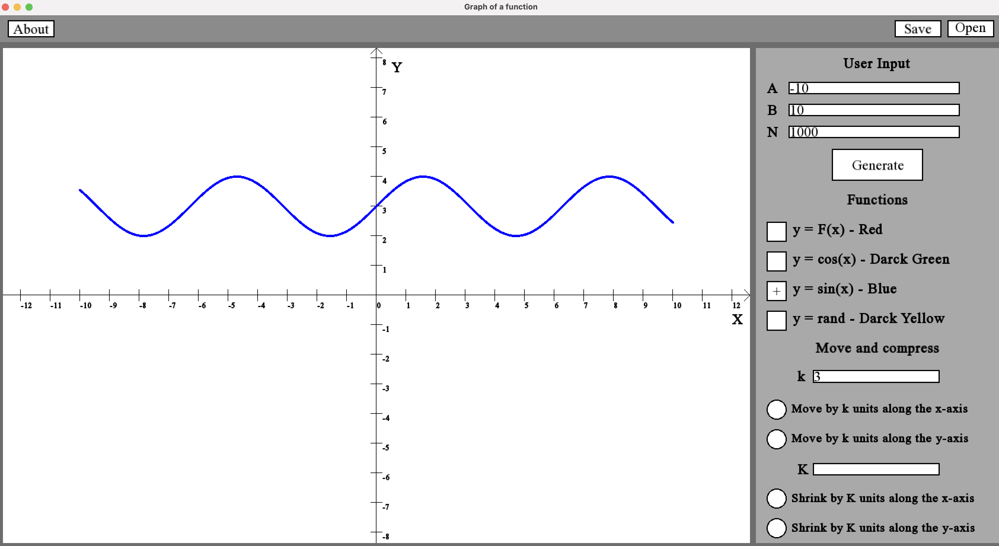 Graph of a function
About
Save
Open
8
Y
7
6
5
4
3
2
1
-12 -11 -10 -9 -8 -7 -6 -5 -4 -3 -2 -1 0 1 2 3 4 5 6 7 8 9 10 11 12
X
-1
-2
-3
-4
-5
-6
-7
-8
User Input
A -10
B 10
N 1000
Generate
Functions
y = F(x) - Red
y = cos(x) - Darck Green
+ y = sin(x) - Blue
y = rand - Darck Yellow
Move and compress
k 3
Move by k units along the x-axis
Move by k units along the y-axis
K
Shrink by K units along the x-axis
Shrink by K units along the y-axis